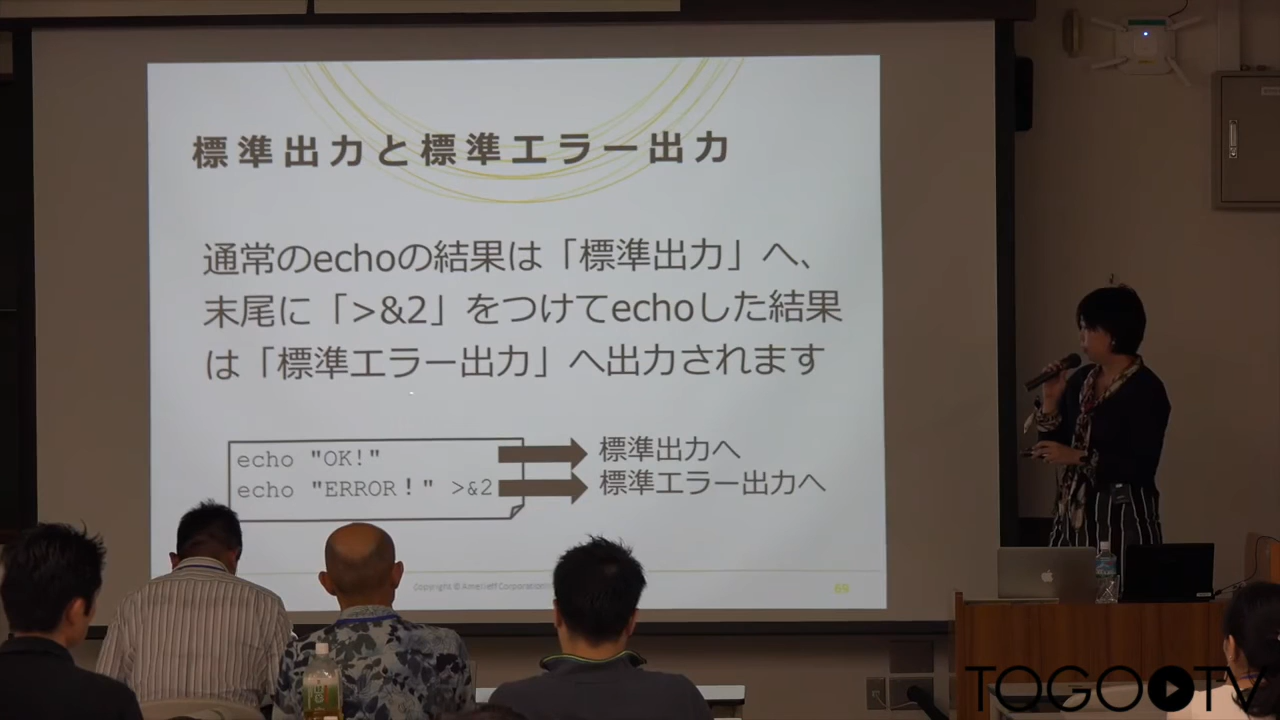 標準出力と標準エラー出力
通常のechoの結果は「標準出力」へ、
末尾に「>&2」をつけてechoした結果
は「標準エラー出力」へ出力されます
echo "OK!"
標準出力へ
echo "ERROR!" >&2
標準エラー出力へ
Copyright © Amelieff Corporation
69
TOGOTV